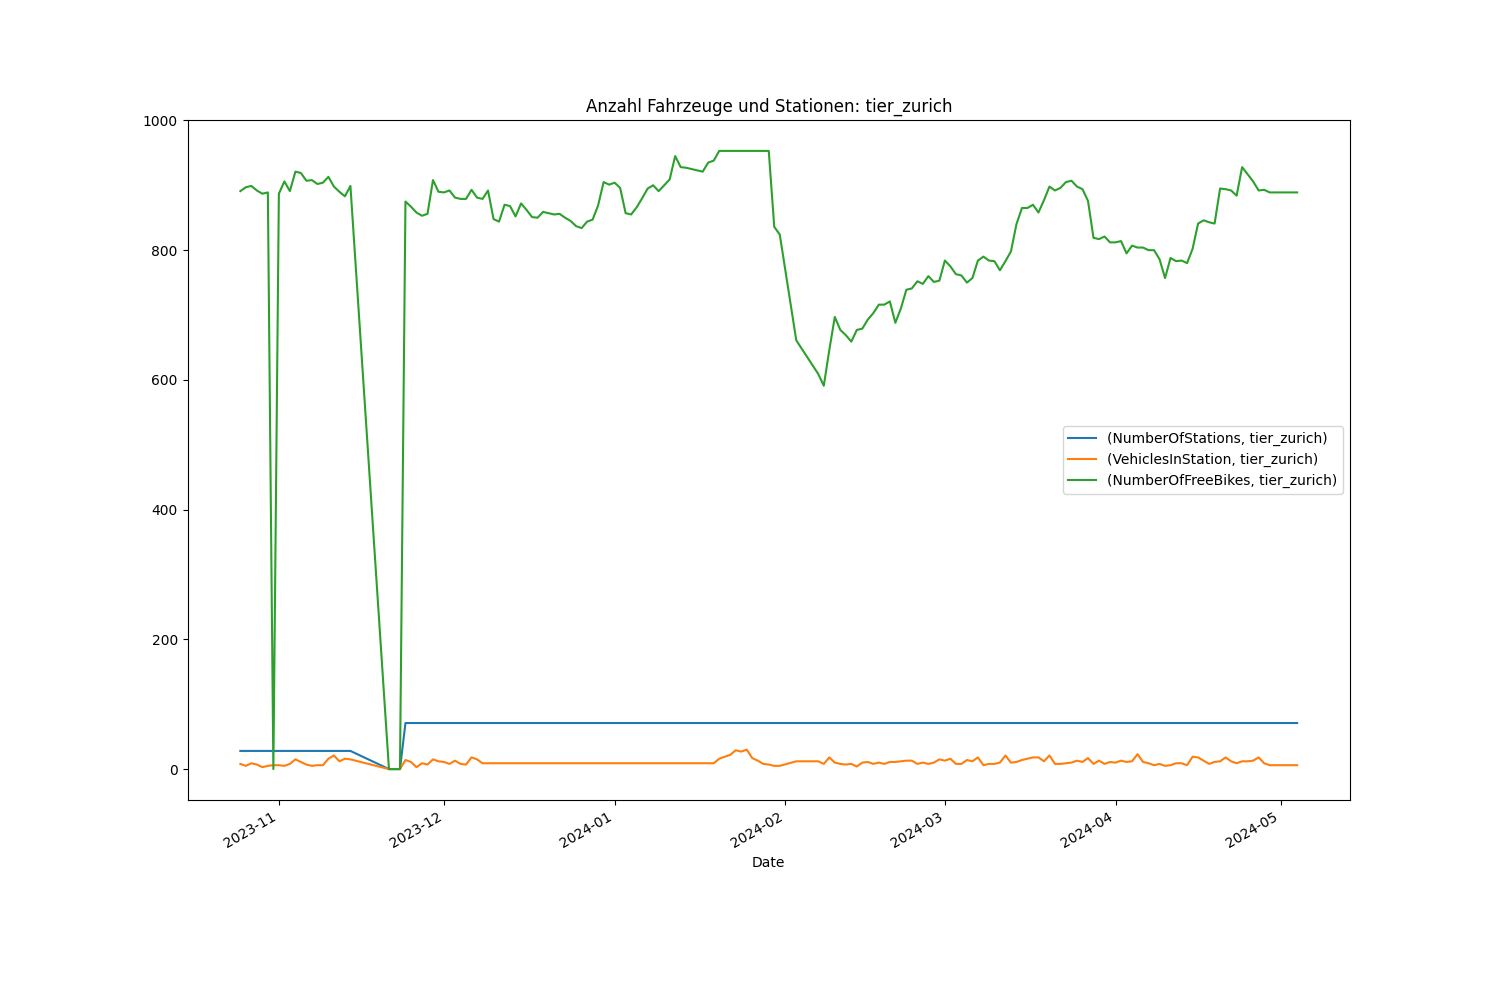 Anzahl Fahrzeuge und Stationen: tier_zurich
1000
800
600
400
200
0
(NumberOfStations, tier_zurich)
(VehiclesInStation, tier_zurich)
(NumberOfFreeBikes, tier_zurich)
2023-11
2023-12
2024-01
2024-02
2024-03
2024-04
2024-05
Date